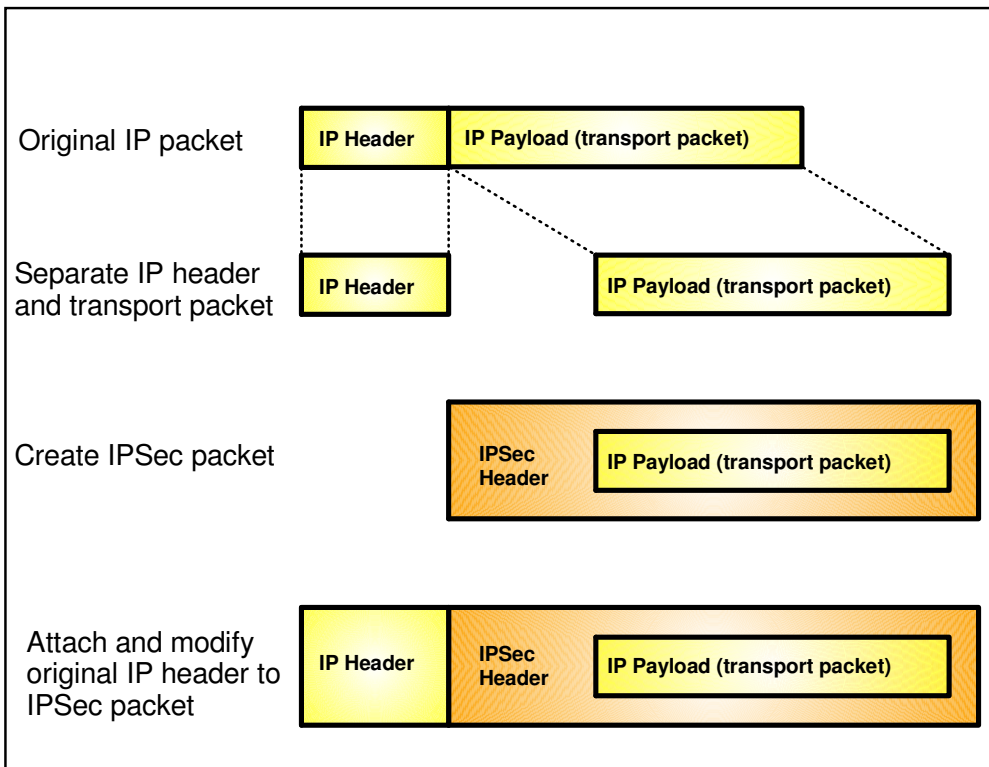 Original IP packet
IP Header
IP Payload (transport packet)
Separate IP header
and transport packet
IP Header
IP Payload (transport packet)
Create IPSec packet
IPSec
Header
IP Payload (transport packet)
Attach and modify
original IP header to
IPSec packet
IP Header
IPSec
Header
IP Payload (transport packet)